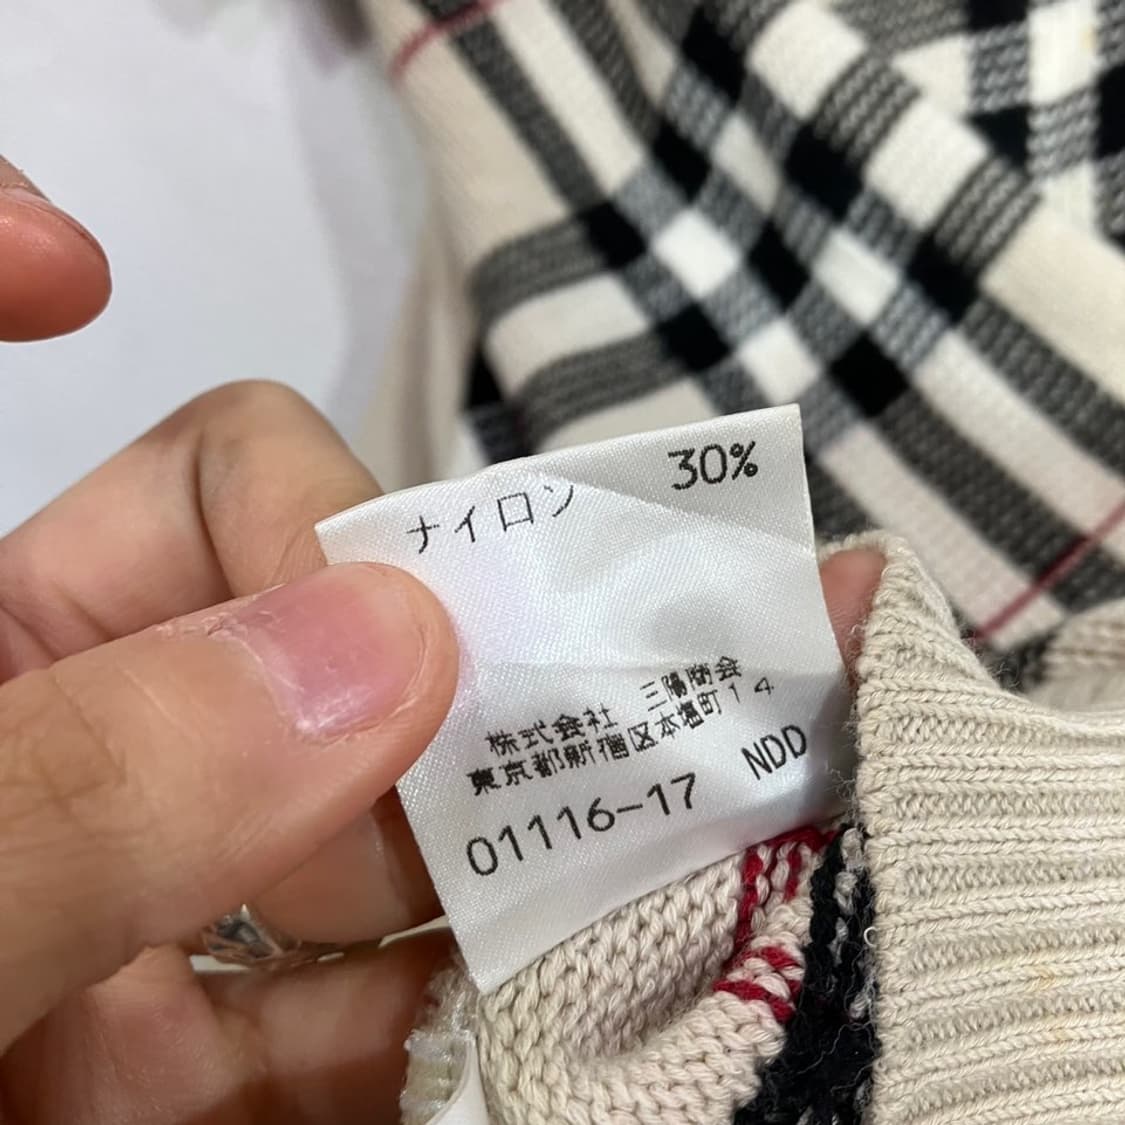 ナイロン 30%
株式会社 三陽商会
東京都新宿区本塩町14
01116-17 NDD